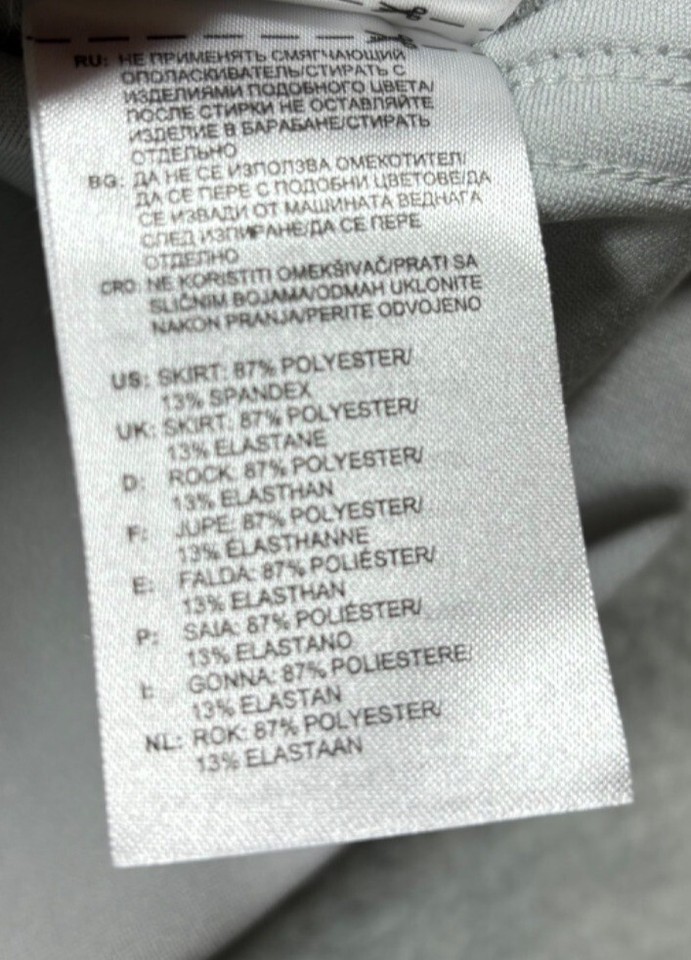 RU: НЕ ПРИМЕНЯТЬ СМЯГЧАЮЩИЙ
ОПОЛАСКИВАТЕЛЬ/СТИРАТЬ С
ИЗДЕЛИЯМИ ПОДОБНОГО ЦВЕТА/
ПОСЛЕ СТИРКИ НЕ ОСТАВЛЯЙТЕ
ИЗДЕЛИЕ В БАРАБАНЕ/СТИРАТЬ
ОТДЕЛЬНО
BG: ДА НЕ СЕ ИЗПОЛЗВА ОМЕКОТИТЕЛ/
ДА СЕ ПЕРЕ С ПОДОБНИ ЦВЕТОВЕ/ДА
СЕ ИЗВАДИ ОТ МАШИНАТА ВЕДНАГА
СЛЕД ИЗПИРАНЕ/ДА СЕ ПЕРЕ
ОТДЕЛНО
CRO: NE KORISTITI OMEKŠIVAČ/PRATI SA
SLIČNIM BOJAMA/ODMAH UKLONITE
NAKON PRANJA/PERITE ODVOJENO
US: SKIRT: 87% POLYESTER/
13% SPANDEX
UK: SKIRT: 87% POLYESTER/
13% ELASTANE
D: ROCK: 87% POLYESTER/
13% ELASTHAN
F: JUPE: 87% POLYESTER/
13% ÉLASTHANNE
E: FALDA: 87% POLIÉSTER/
13% ELASTHAN
P: SAIA: 87% POLIÉSTER/
13% ELASTANO
I: GONNA: 87% POLIESTERE/
13% ELASTAN
NL: ROK: 87% POLYESTER/
13% ELASTAAN